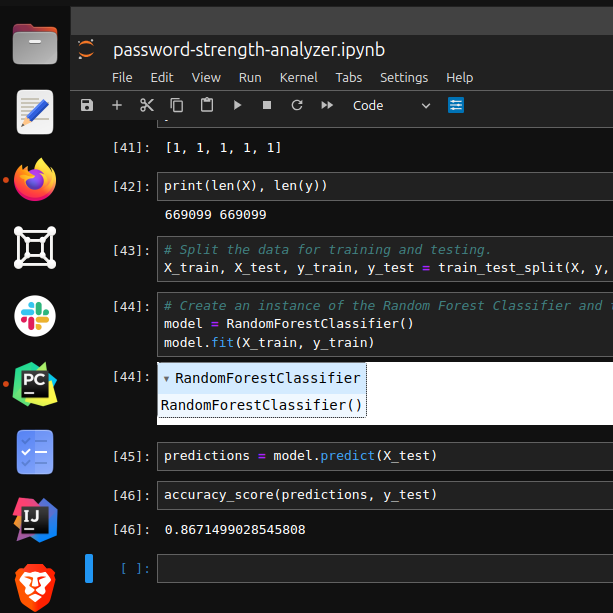 password-strength-analyzer.ipynb
File Edit View Run Kernel Tabs Settings Help
Code
[41]: [1, 1, 1, 1, 1]
[42]: print(len(X), len(y))
669099 669099
[43]: # Split the data for training and testing.
X_train, X_test, y_train, y_test = train_test_split(X, y,
[44]: # Create an instance of the Random Forest Classifier and
model = RandomForestClassifier()
model.fit(X_train, y_train)
[44]: ▾ RandomForestClassifier
RandomForestClassifier()
[45]: predictions = model.predict(X_test)
[46]: accuracy_score(predictions, y_test)
[46]: 0.8671499028545808
[ ]:
PC
IJ